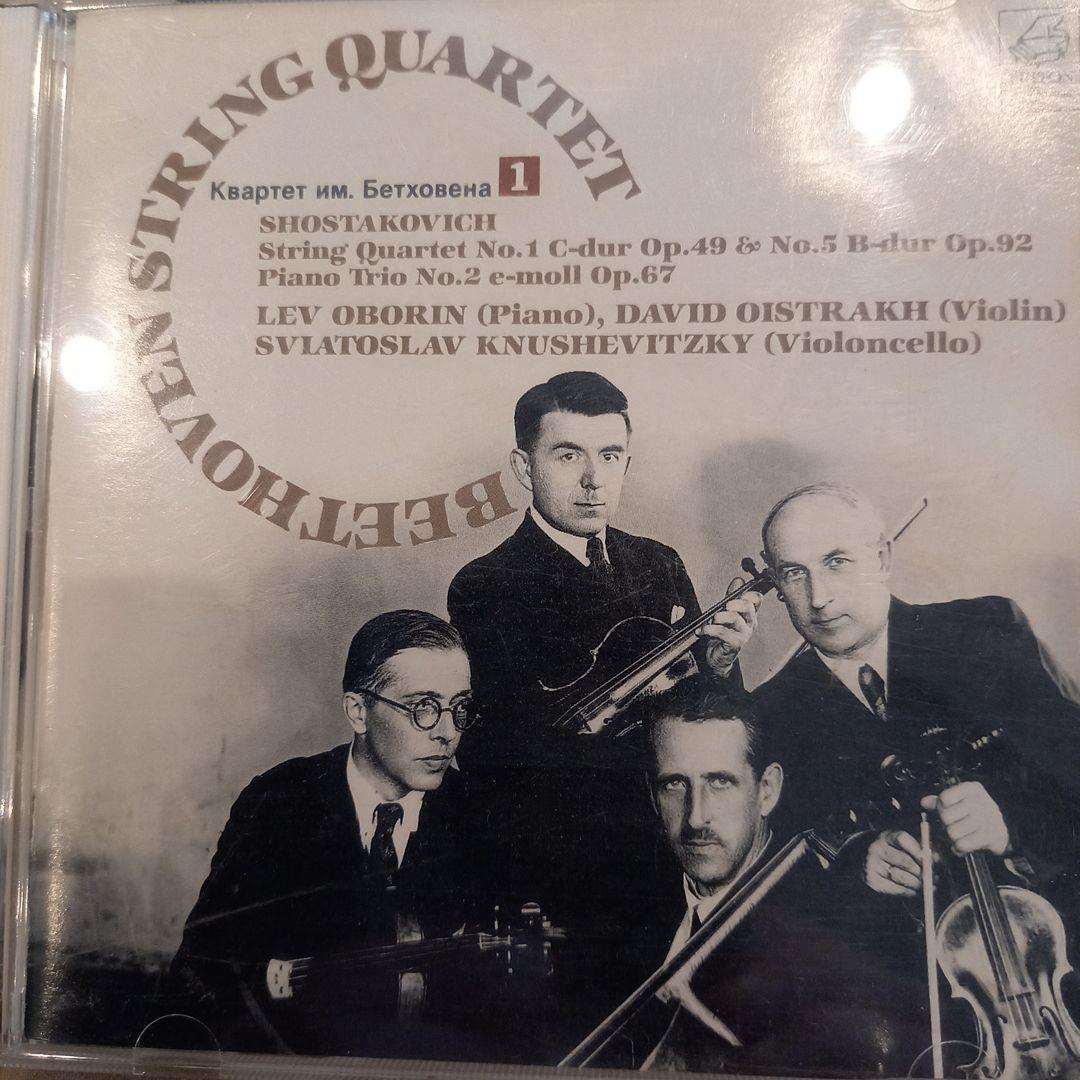 BEETHOVEN STRING QUARTET
Квартет им. Бетховена 1
SHOSTAKOVICH
String Quartet No.1 C-dur Op.49 & No.5 B-dur Op.92
Piano Trio No.2 e-moll Op.67
LEV OBORIN (Piano), DAVID OISTRAKH (Violin)
SVIATOSLAV KNUSHEVITZKY (Violoncello)